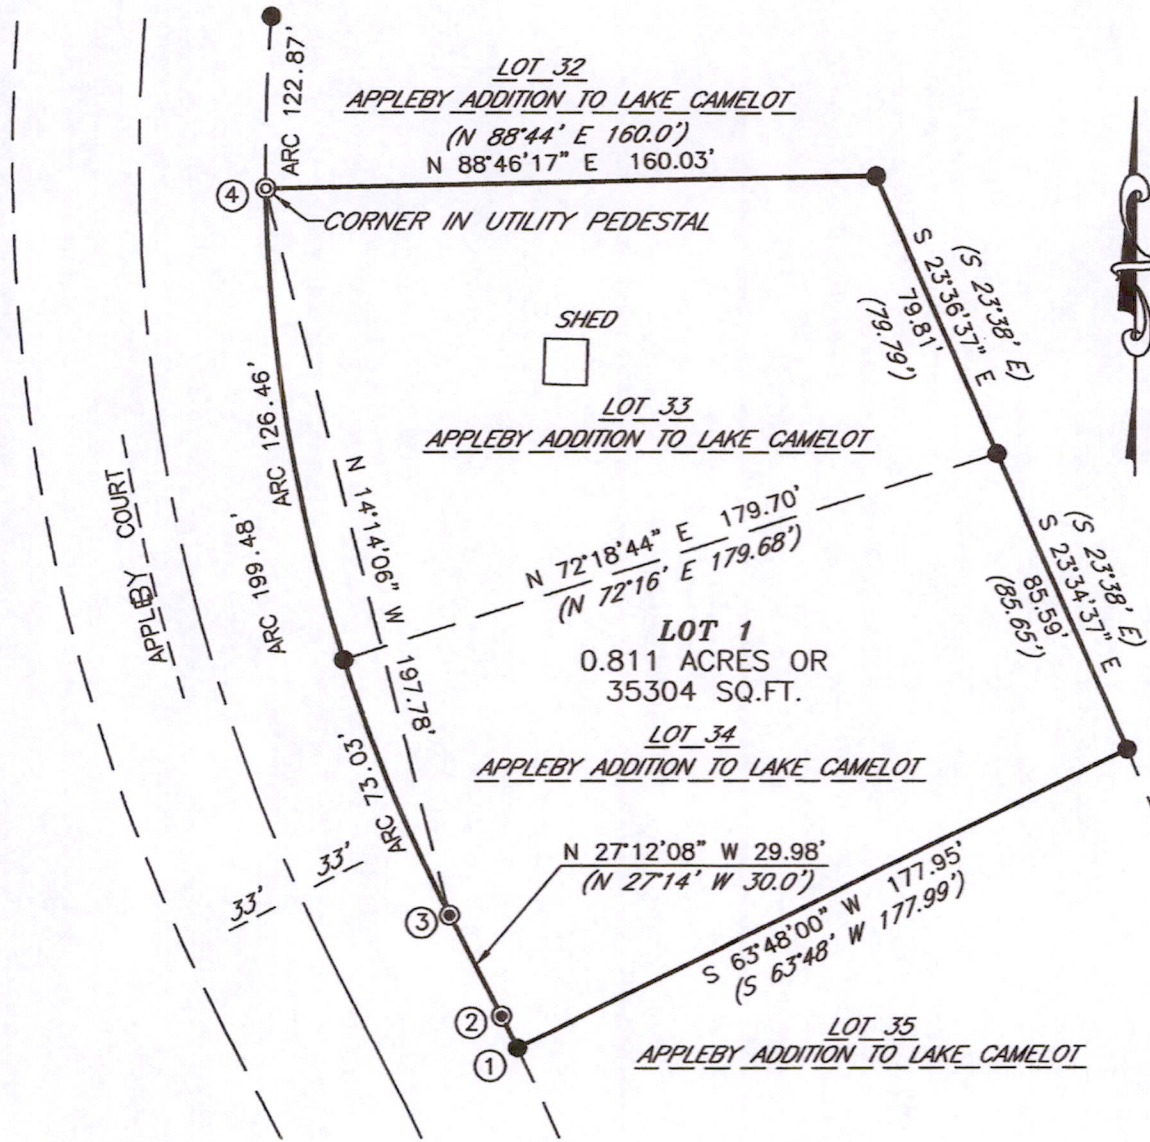 ARC 122.87'
LOT 32
APPLEBY ADDITION TO LAKE CAMELOT
(N 88°44' E 160.0')
N 88°46'17" E 160.03'
4
CORNER IN UTILITY PEDESTAL
(S 23°38' E)
S 23°36'37" E
79.81'
(79.79')
SHED
LOT 33
APPLEBY ADDITION TO LAKE CAMELOT
ARC 126.46'
ARC 199.48'
N 14°14'06" W 197.78'
APPLEBY COURT
N 72°18'44" E 179.70'
(N 72°16' E 179.68')
(S 23°38' E)
S 23°34'37" E
85.59'
(85.65')
LOT 1
0.811 ACRES OR
35304 SQ.FT.
LOT 34
APPLEBY ADDITION TO LAKE CAMELOT
ARC 73.03'
33'
33'
N 27°12'08" W 29.98'
(N 27°14' W 30.0')
S 63°48'00" W 177.95'
(S 63°48' W 177.99')
3
2
1
LOT 35
APPLEBY ADDITION TO LAKE CAMELOT